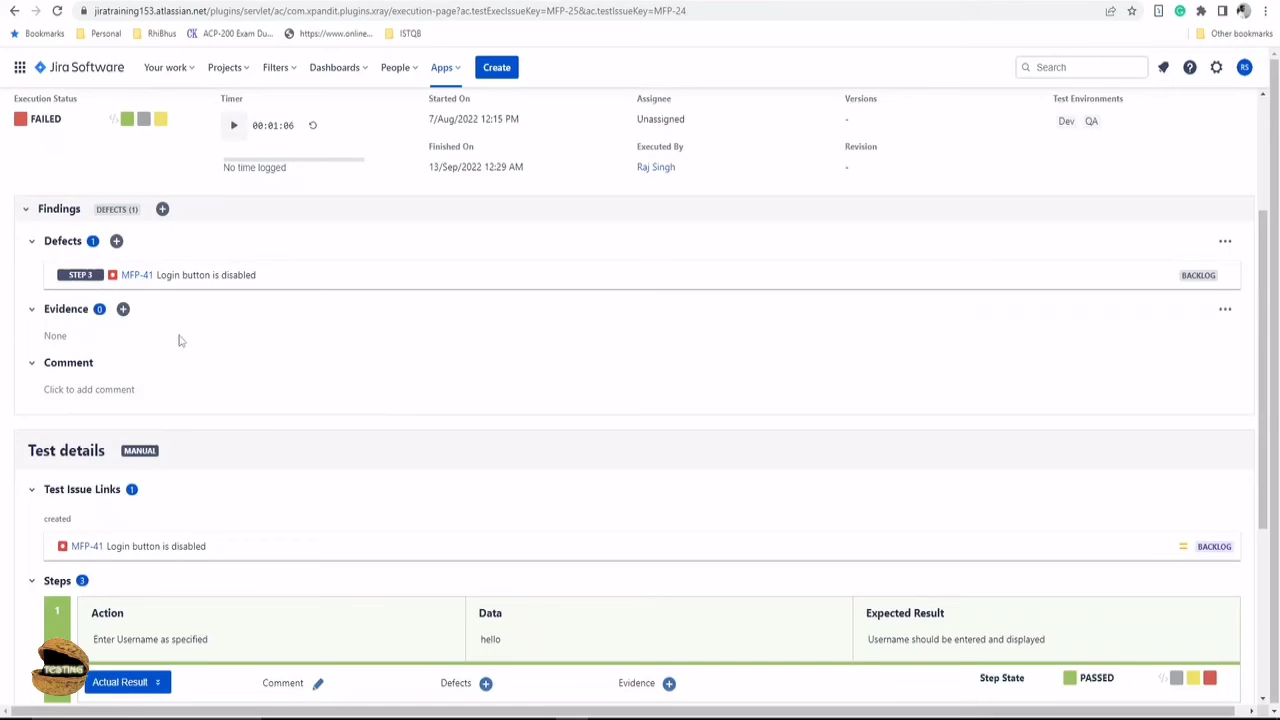 jiratraining153.atlassian.net/plugins/servlet/ac/com.xpandit.plugins.xray/execution-page?ac.testExecIssueKey=MFP-25&ac.testIssueKey=MFP-24
Bookmarks Personal RhiBhus ACP-200 Exam Du... https://www.online... ISTQB Other bookmarks
Jira Software Your work Projects Filters Dashboards People Apps Create Search RS
Execution Status Timer Started On Assignee Versions Test Environments
FAILED 00:01:06 7/Aug/2022 12:15 PM Unassigned - Dev QA
Finished On Executed By Revision
No time logged 13/Sep/2022 12:29 AM Raj Singh -
Findings DEFECTS (1)
Defects 1
STEP 3 MFP-41 Login button is disabled BACKLOG
Evidence 0
None
Comment
Click to add comment
Test details MANUAL
Test Issue Links 1
created
MFP-41 Login button is disabled BACKLOG
Steps 3
1 Action Data Expected Result
Enter Username as specified hello Username should be entered and displayed
TESTING
Actual Result Comment Defects Evidence Step State PASSED